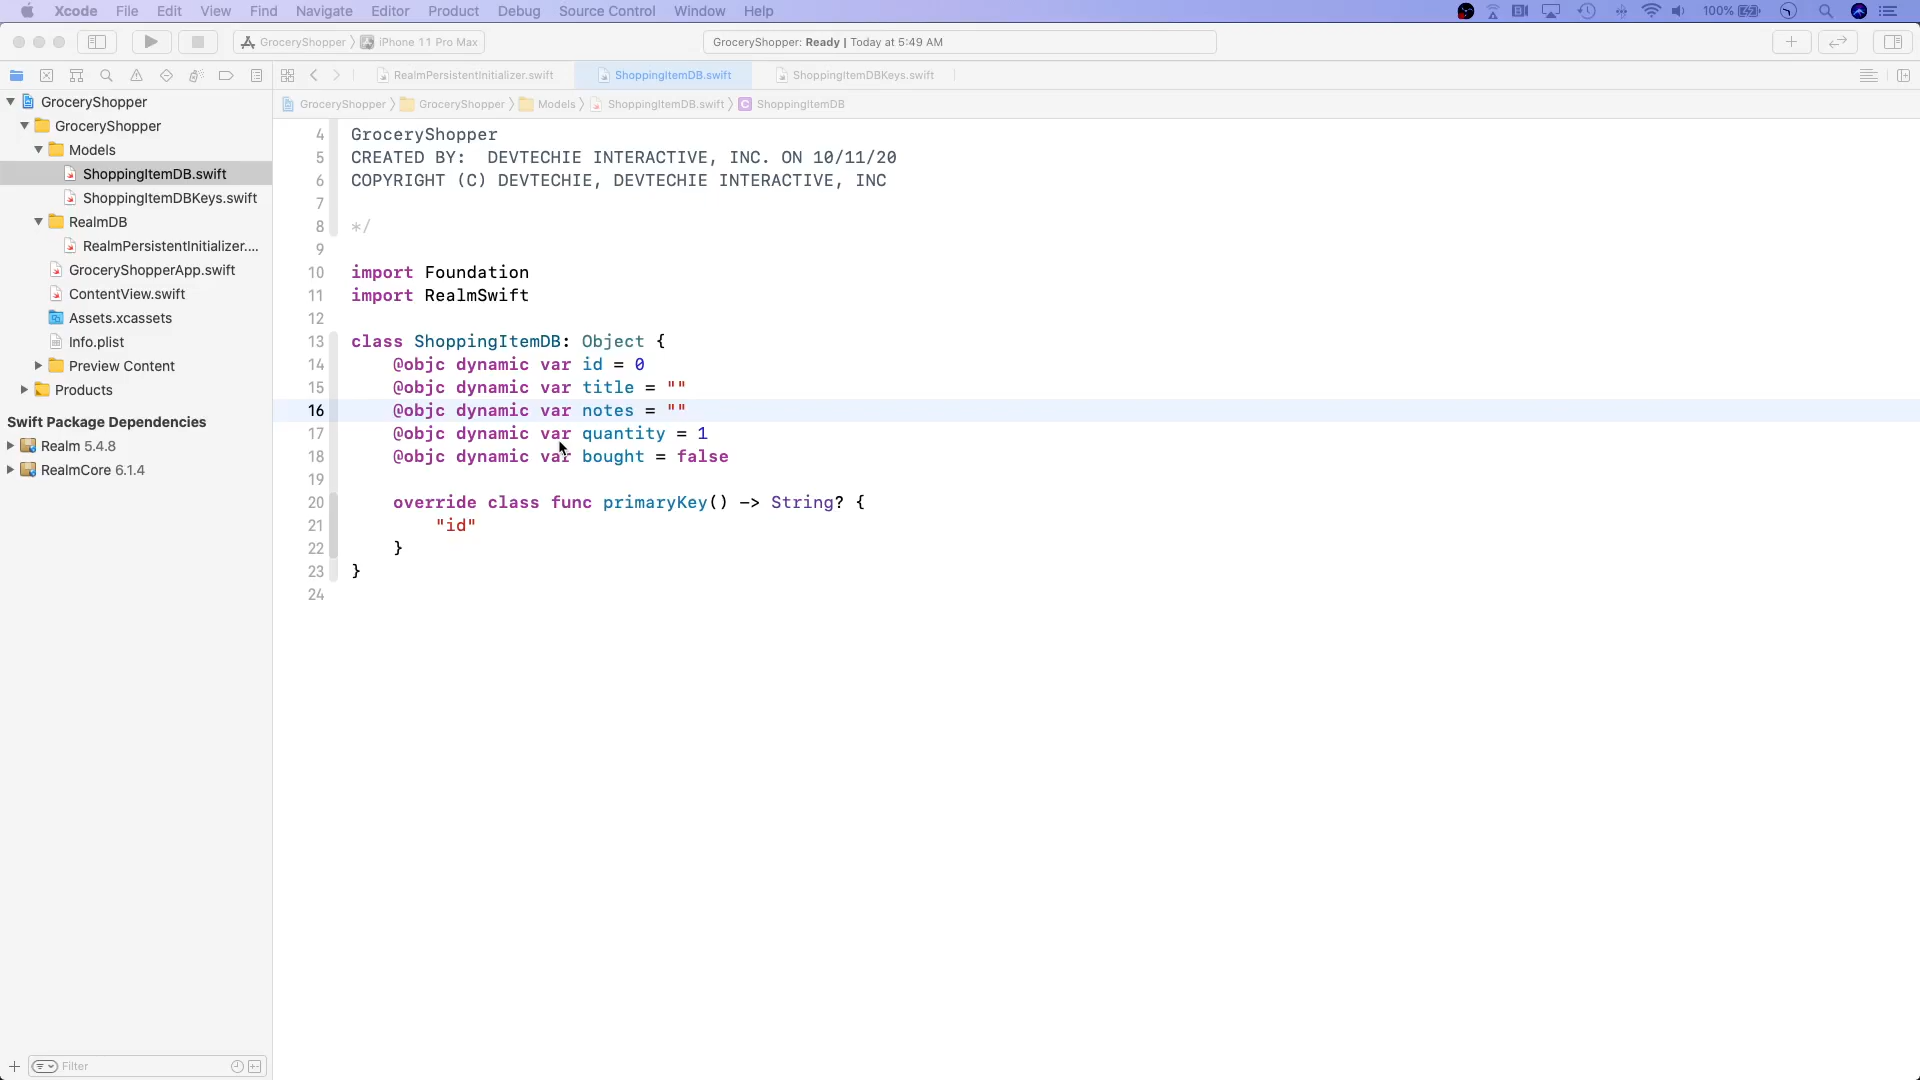 Xcode File Edit View Find Navigate Editor Product Debug Source Control Window Help 100%
GroceryShopper iPhone 11 Pro Max GroceryShopper: Ready | Today at 5:49 AM
RealmPersistentInitializer.swift ShoppingItemDB.swift ShoppingItemDBKeys.swift
GroceryShopper GroceryShopper Models ShoppingItemDB.swift C ShoppingItemDB
GroceryShopper
GroceryShopper
Models
ShoppingItemDB.swift
ShoppingItemDBKeys.swift
RealmDB
RealmPersistentInitializer....
GroceryShopperApp.swift
ContentView.swift
Assets.xcassets
Info.plist
Preview Content
Products
Swift Package Dependencies
Realm 5.4.8
RealmCore 6.1.4
Filter
4 GroceryShopper
5 CREATED BY: DEVTECHIE INTERACTIVE, INC. ON 10/11/20
6 COPYRIGHT (C) DEVTECHIE, DEVTECHIE INTERACTIVE, INC
7
8 */
9
10 import Foundation
11 import RealmSwift
12
13 class ShoppingItemDB: Object {
14 @objc dynamic var id = 0
15 @objc dynamic var title = ""
16 @objc dynamic var notes = ""
17 @objc dynamic var quantity = 1
18 @objc dynamic var bought = false
19
20 override class func primaryKey() -> String? {
21 "id"
22 }
23 }
24